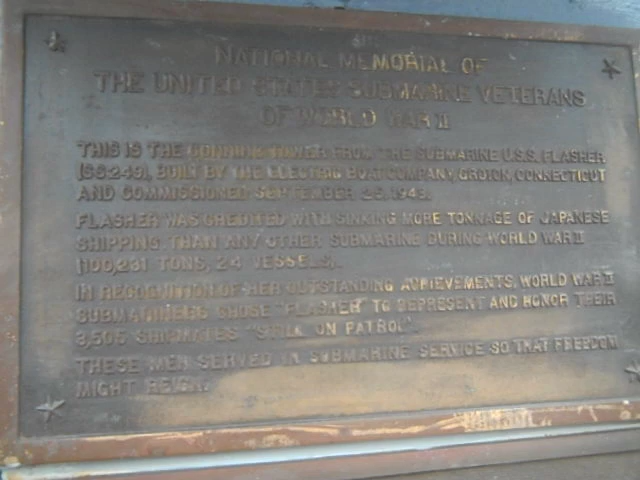 NATIONAL MEMORIAL OF
THE UNITED STATES SUBMARINE VETERANS
OF WORLD WAR II
THIS IS THE CONNING TOWER FROM THE SUBMARINE U.S.S. FLASHER
(SS-249), BUILT BY THE ELECTRIC BOAT COMPANY, GROTON, CONNECTICUT
AND COMMISSIONED SEPTEMBER 25, 1943.
FLASHER WAS CREDITED WITH SINKING MORE TONNAGE OF JAPANESE
SHIPPING THAN ANY OTHER SUBMARINE DURING WORLD WAR II
(100,231 TONS, 24 VESSELS).
IN RECOGNITION OF HER OUTSTANDING ACHIEVEMENTS, WORLD WAR II
SUBMARINERS CHOSE "FLASHER" TO REPRESENT AND HONOR THEIR
3,505 SHIPMATES "STILL ON PATROL".
THESE MEN SERVED IN SUBMARINE SERVICE SO THAT FREEDOM
MIGHT REIGN.